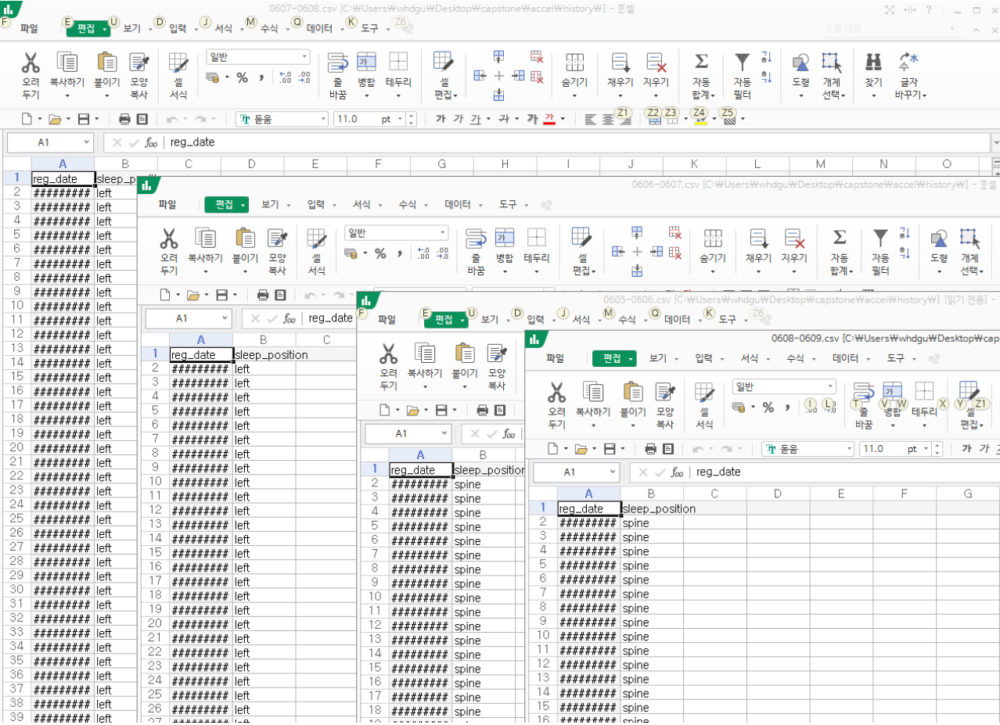 0607-0608.csv [C:₩Users₩whdgu₩Desktop₩capstone₩accel₩history₩] - 흔셀
F 파일 E 편집 U 보기 D 입력 J 서식 M 수식 Q 데이터 K 도구 Z6
찾을 내용
일반
오려 두기 복사하기 붙이기 모양 복사 셀 서식 % , .00 .00 줄 바꿈 병합 테두리 셀 편집 숨기기 채우기 지우기 자동 합계 자동 필터 도형 개체 선택 찾기 글자 바꾸기
돋움 11.0 pt 가 가 가 가 가 가 Z1 Z2 Z3 Z4 Z5
A1 reg_date
A B C D E F G H I J K L M N O
1 reg_date sleep_p
2 ######### left
3 ######### left
4 ######### left
5 ######### left
6 ######### left
7 ######### left
8 ######### left
9 ######### left
10 ######### left
11 ######### left
12 ######### left
13 ######### left
14 ######### left
15 ######### left
16 ######### left
17 ######### left
18 ######### left
19 ######### left
20 ######### left
21 ######### left
22 ######### left
23 ######### left
24 ######### left
25 ######### left
26 ######### left
27 ######### left
28 ######### left
29 ######### left
30 ######### left
31 ######### left
32 ######### left
33 ######### left
34 ######### left
35 ######### left
36 ######### left
37 ######### left
38 ######### left
39 ######### left
0606-0607.csv [C:₩Users₩whdgu₩Desktop₩capstone₩accel₩history₩] - 흔셀
파일 편집 보기 입력 서식 수식 데이터 도구
일반
오려 두기 복사하기 붙이기 모양 복사 셀 서식 % , .00 .00 줄 바꿈 병합 테두리 셀 편집 숨기기 채우기 지우기 자동 합계 자동 필터 도형 개체 선택
A1 reg_date
A B C
1 reg_date sleep_position
2 ######### left
3 ######### left
4 ######### left
5 ######### left
6 ######### left
7 ######### left
8 ######### left
9 ######### left
10 ######### left
11 ######### left
12 ######### left
13 ######### left
14 ######### left
15 ######### left
16 ######### left
17 ######### left
18 ######### left
19 ######### left
20 ######### left
21 ######### left
22 ######### left
23 ######### left
24 ######### left
25 ######### left
26 ######### left
27 ######### left
0605-0606.csv [C:₩Users₩whdgu₩Desktop₩capstone₩accel₩history₩] [읽기 전용] -
F 파일 E 편집 U 보기 D 입력 J 서식 M 수식 Q 데이터 K 도구 Z6
오려 두기 복사하기 붙이기 모양 복사
A1
A B
1 reg_date sleep_position
2 ######### spine
3 ######### spine
4 ######### spine
5 ######### spine
6 ######### spine
7 ######### spine
8 ######### spine
9 ######### spine
10 ######### spine
11 ######### spine
12 ######### spine
13 ######### spine
14 ######### spine
15 ######### spine
16 ######### spine
17 ######### spine
18 ######### spine
0608-0609.csv [C:₩Users₩whdgu₩Desktop₩cap
파일 편집 보기 입력 서식 수식 데이터 도구
일반
오려 두기 복사하기 붙이기 모양 복사 셀 서식 % , I L T 줄 바꿈 V 병합 W 테두리 X Y 셀 편집 Z1
돋움 11.0 pt 가 가
A1 reg_date
A B C D E F G
1 reg_date sleep_position
2 ######### spine
3 ######### spine
4 ######### spine
5 ######### spine
6 ######### spine
7 ######### spine
8 ######### spine
9 ######### spine
10 ######### spine
11 ######### spine
12 ######### spine
13 ######### spine
14 ######### spine
15 ######### spine
16 ######### spine